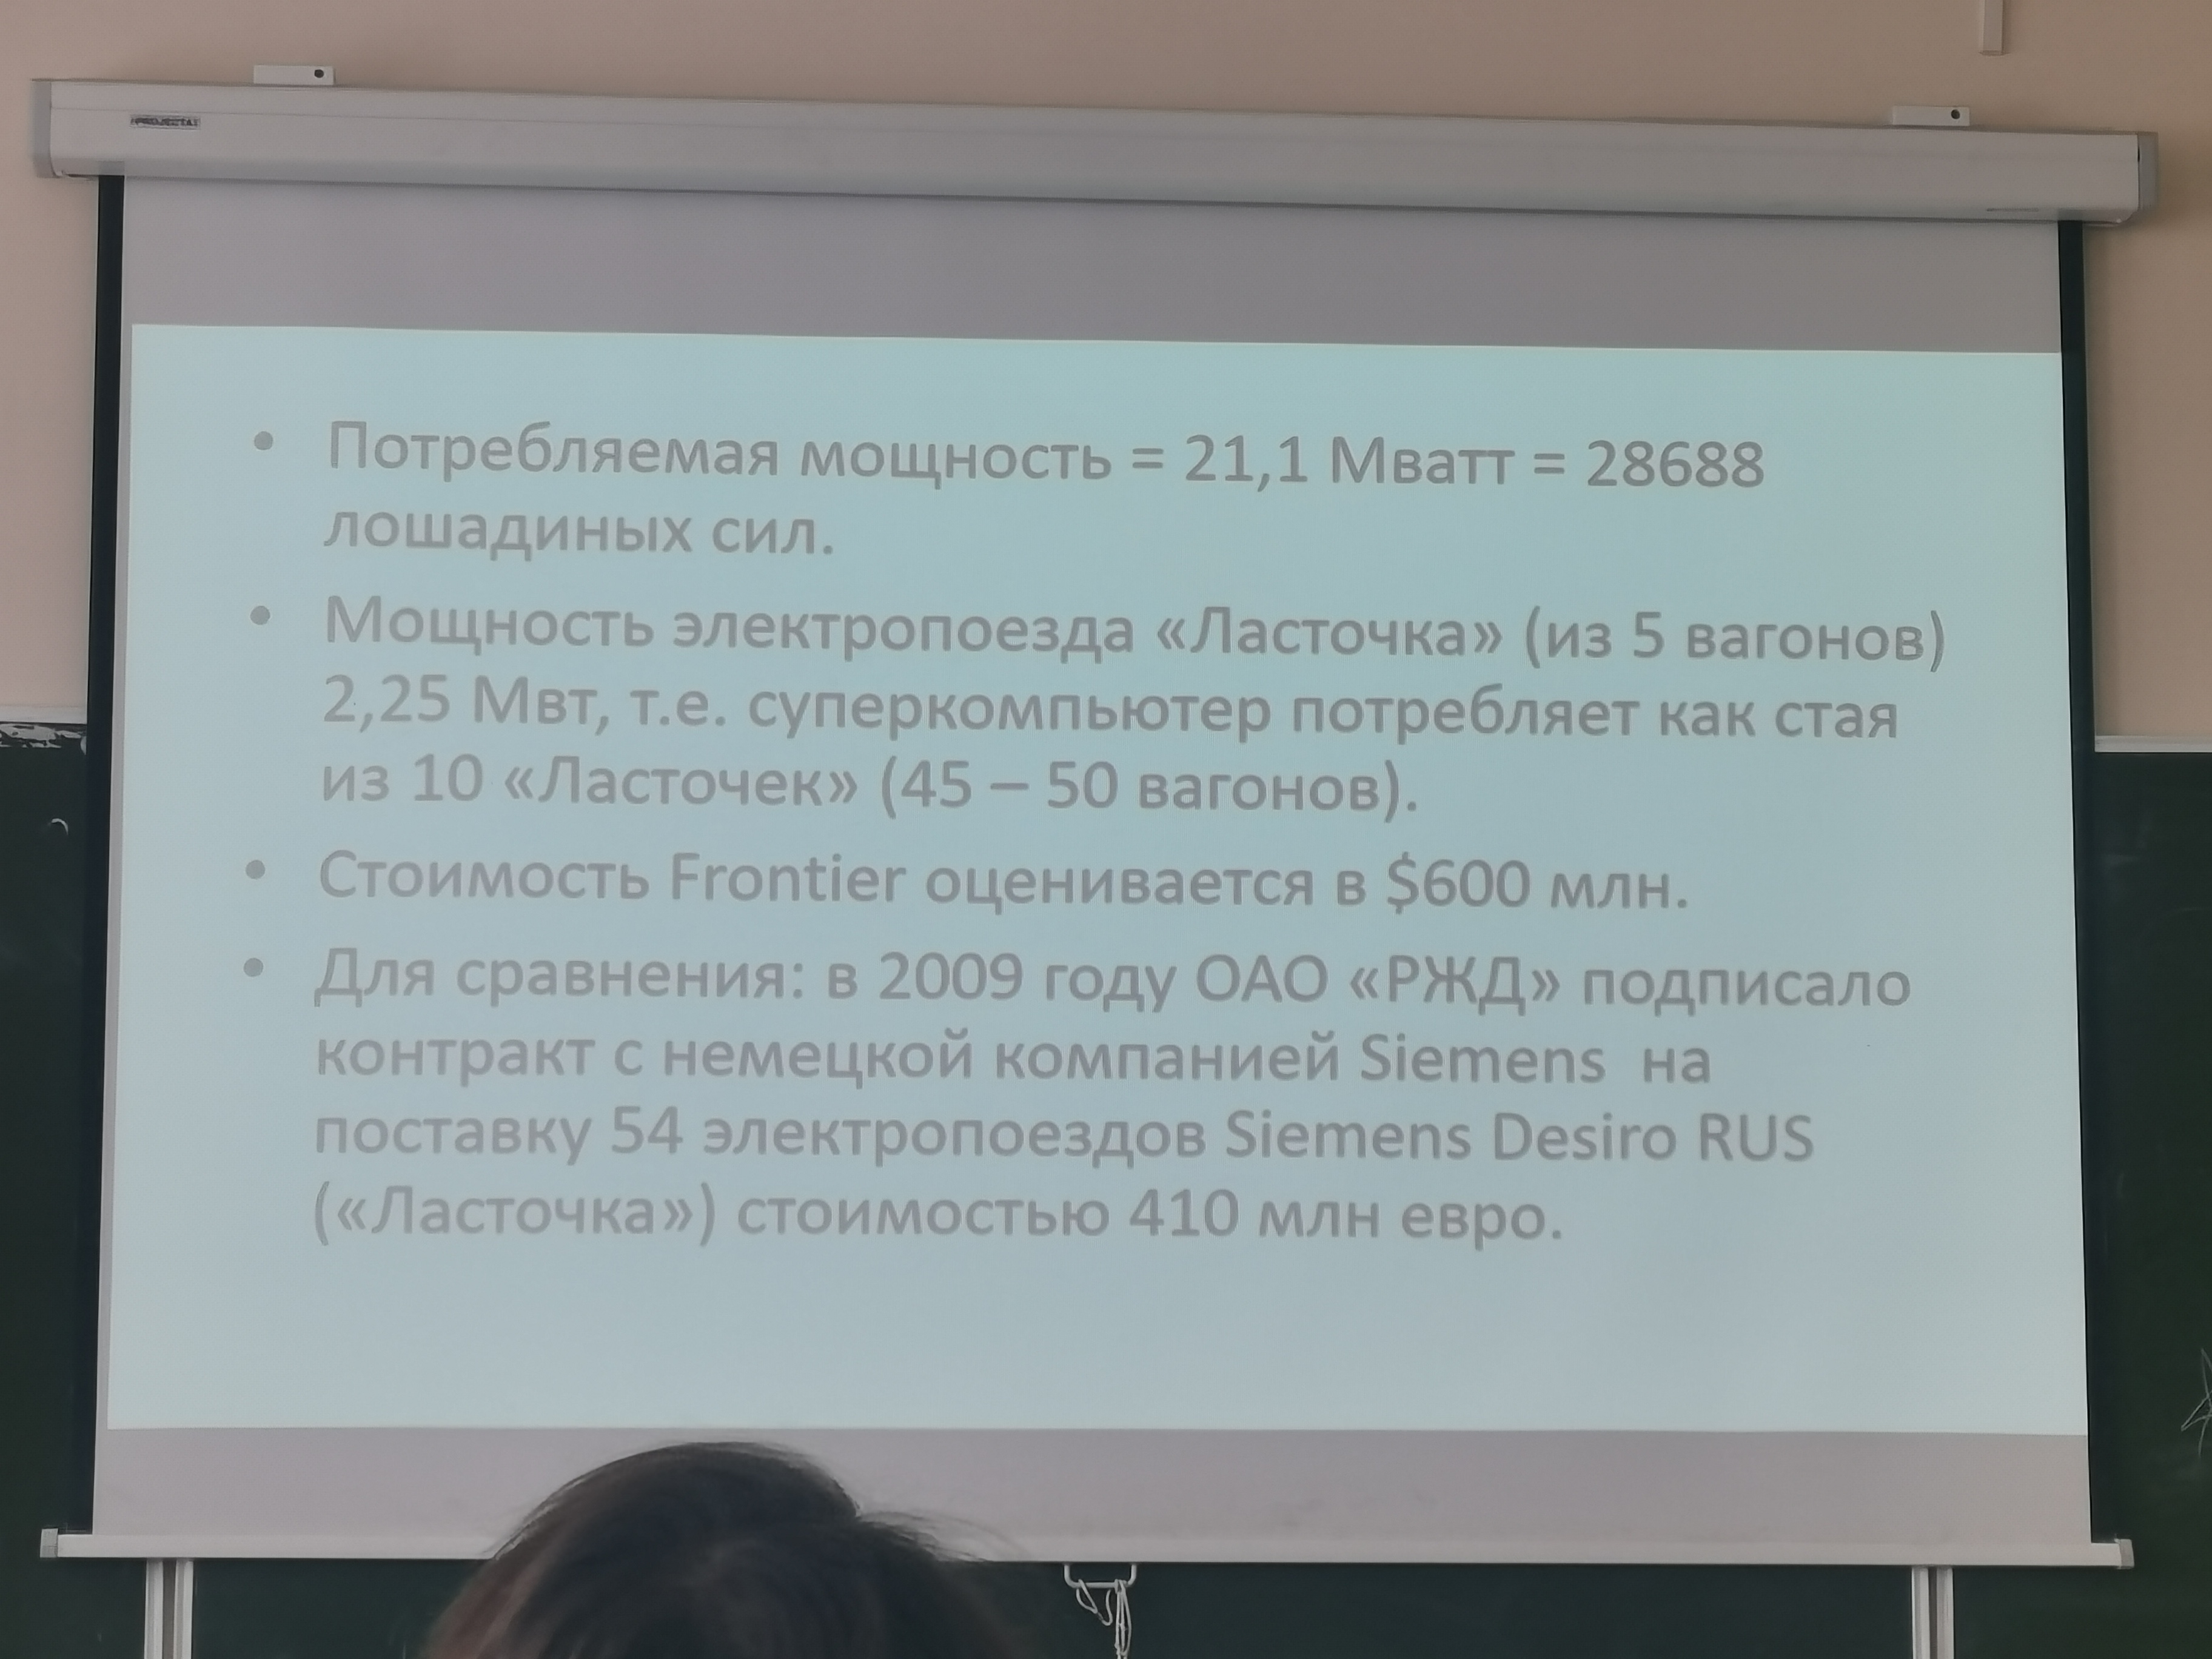 • Потребляемая мощность = 21,1 Мватт = 28688
лошадиных сил.
• Мощность электропоезда «Ласточка» (из 5 вагонов)
2,25 Мвт, т.е. суперкомпьютер потребляет как стая
из 10 «Ласточек» (45 – 50 вагонов).
• Стоимость Frontier оценивается в $600 млн.
• Для сравнения: в 2009 году ОАО «РЖД» подписало
контракт с немецкой компанией Siemens на
поставку 54 электропоездов Siemens Desiro RUS
(«Ласточка») стоимостью 410 млн евро.